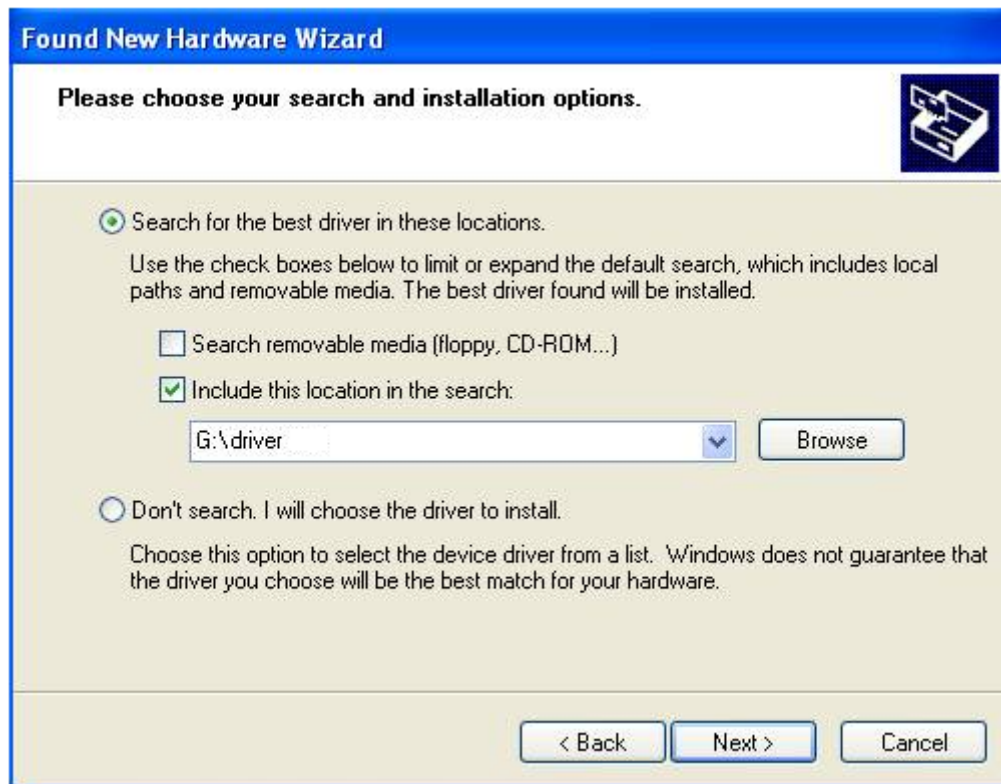 Found New Hardware Wizard
Please choose your search and installation options.
Search for the best driver in these locations.
Use the check boxes below to limit or expand the default search, which includes local
paths and removable media. The best driver found will be installed.
Search removable media (floppy, CD-ROM...)
Include this location in the search:
G:\driver
Browse
Don't search. I will choose the driver to install.
Choose this option to select the device driver from a list.  Windows does not guarantee that
the driver you choose will be the best match for your hardware.
< Back
Next >
Cancel